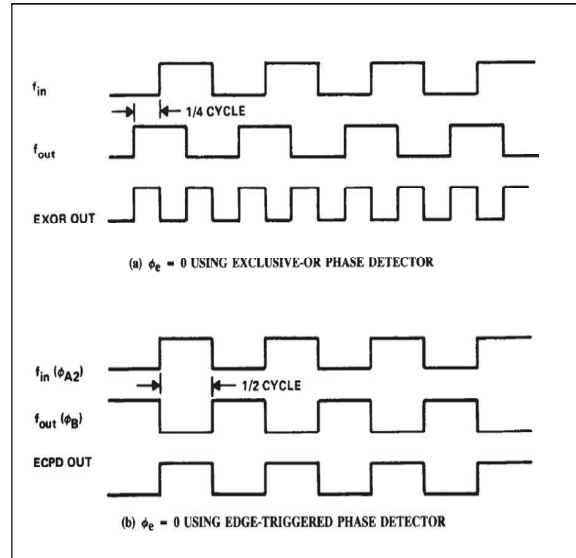 f_in
1/4 CYCLE
f_out
EXOR OUT
(a) ϕ_e = 0 USING EXCLUSIVE-OR PHASE DETECTOR
f_in (ϕ_A2)
1/2 CYCLE
f_out (ϕ_B)
ECPD OUT
(b) ϕ_e = 0 USING EDGE-TRIGGERED PHASE DETECTOR